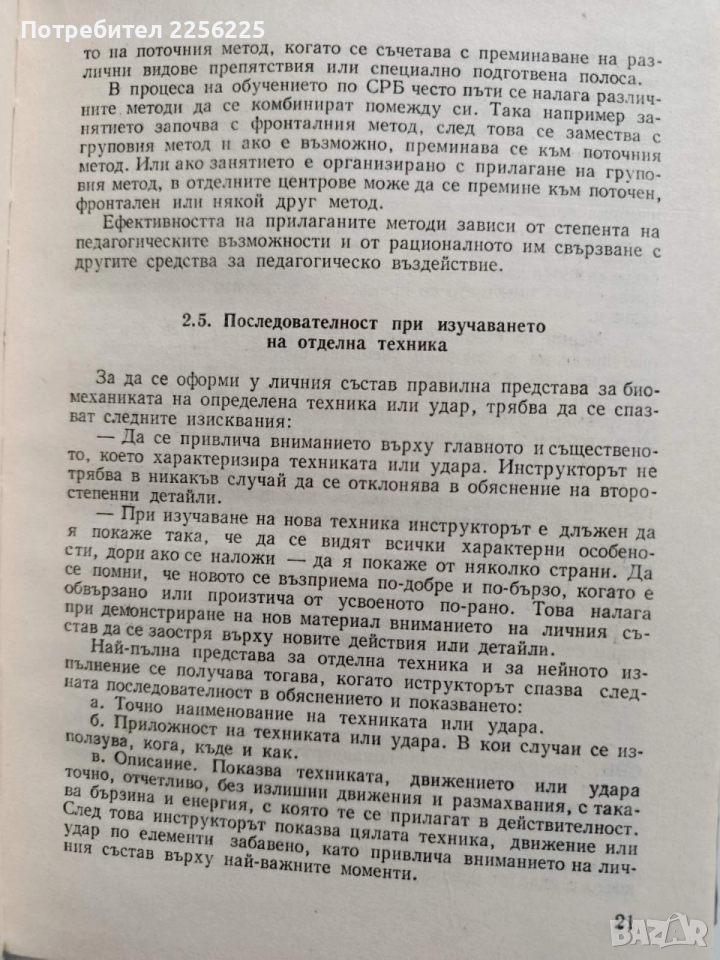 Потребител 2256225
то на поточния метод, когато се съчетава с преминаване на раз-
лични видове препятствия или специално подготвена полоса.
В процеса на обучението по СРБ често пъти се налага различ-
ните методи да се комбинират помежду си. Така например за-
нятието започва с фронталния метод, след това се замества с
груповия метод и ако е възможно, преминава се към поточния
метод. Или ако занятието е организирано с прилагане на групо-
вия метод, в отделните центрове може да се премине към поточен,
фронтален или някой друг метод.
Ефективността на прилаганите методи зависи от степента на
педагогическите възможности и от рационалното им свързване с
другите средства за педагогическо въздействие.
2.5. Последователност при изучаването
на отделна техника
За да се оформи у личния състав правилна представа за био-
механиката на определена техника или удар, трябва да се спаз-
ват следните изисквания:
— Да се привлича вниманието върху главното и същественo-
то, което характеризира техниката или удара. Инструкторът не
трябва в никакъв случай да се отклонява в обяснение на второ-
степенни детайли.
— При изучаване на нова техника инструкторът е длъжен да
я покаже така, че да се видят всички характерни особено-
сти, дори ако се наложи — да я покаже от няколко страни. Да
се помни, че новото се възприема по-добре и по-бързо, когато е
обвързано или произтича от усвоеното по-рано. Това налага
при демонстриране на нов материал вниманието на личния съ-
став да се заостря върху новите действия или детайли.
Най-пълна представа за отделна техника и за нейното из-
пълнение се получава тогава, когато иструкторът спазва след-
ната последователност в обяснението и показването:
а. Точно наименование на техниката или удара.
б. Приложност на техниката или удара. В кои случаи се из-
ползува, кога, къде и как.
в. Описание. Показва техниката, движението или удара
точно, отчетливо, без излишни движения и размахвания, с така-
ва бързина и енергия, с която те се прилагат в действителност.
След това инструкторът показва цялата техника, движение или
удар по елементи забавено, като привлича вниманието на лич-
ния състав върху най-важните моменти.
21
BAZAR